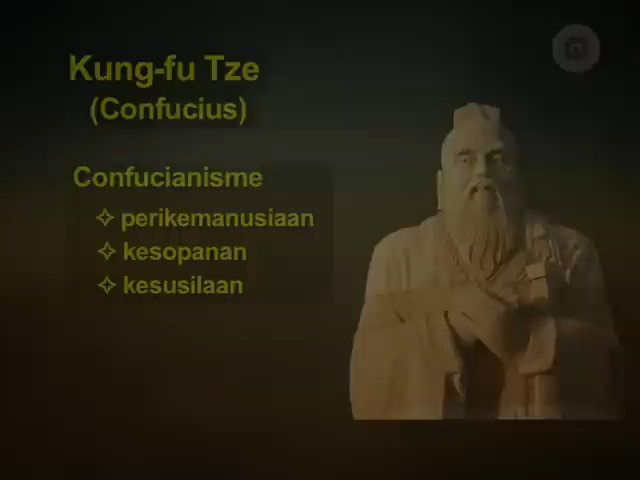 Kung-fu Tze
(Confucius)
Confucianisme
✧ perikemanusiaan
✧ kesopanan
✧ kesusilaan